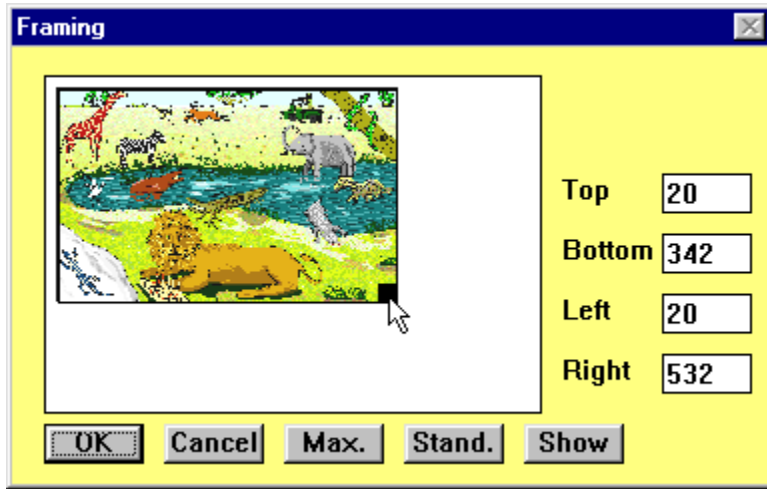 Framing
Top 20
Bottom 342
Left 20
Right 532
OK Cancel Max. Stand. Show